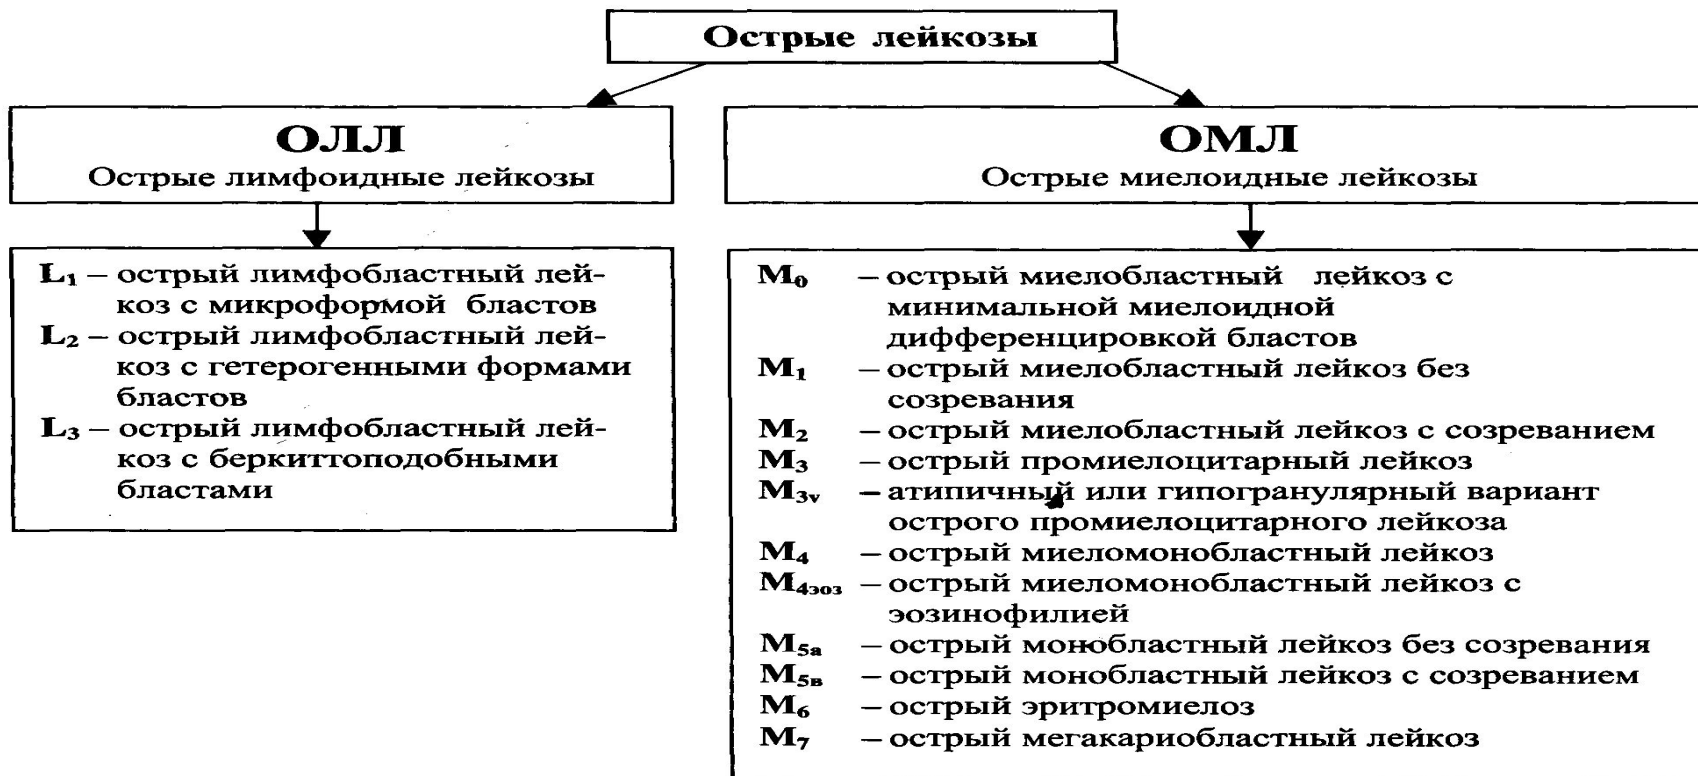 Острые лейкозы
ОЛЛ
Острые лимфоидные лейкозы
L₁ – острый лимфобластный лей-
коз с микроформой бластов
L₂ – острый лимфобластный лей-
коз с гетерогенными формами
бластов
L₃ – острый лимфобластный лей-
коз с беркиттоподобными
бластами
ОМЛ
Острые миелоидные лейкозы
M₀ – острый миелобластный лейкоз с
минимальной миелоидной
дифференцировкой бластов
M₁ – острый миелобластный лейкоз без
созревания
M₂ – острый миелобластный лейкоз с созреванием
M₃ – острый промиелоцитарный лейкоз
M₃ᵥ – атипичный или гипогранулярный вариант
острого промиелоцитарного лейкоза
M₄ – острый миеломонобластный лейкоз
M₄эоз – острый миеломонобластный лейкоз с
эозинофилией
M₅а – острый монобластный лейкоз без созревания
M₅в – острый монобластный лейкоз с созреванием
M₆ – острый эритромиелоз
M₇ – острый мегакариобластный лейкоз